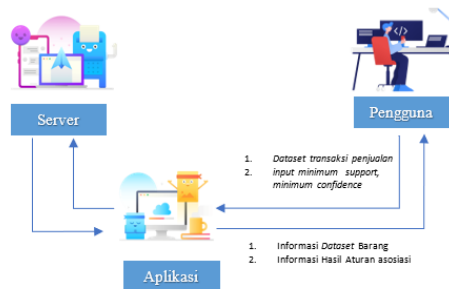 Server
Pengguna
1. Dataset transaksi penjualan
2. input minimum support,
minimum confidence
Aplikasi
1. Informasi Dataset Barang
2. Informasi Hasil Aturan asosiasi